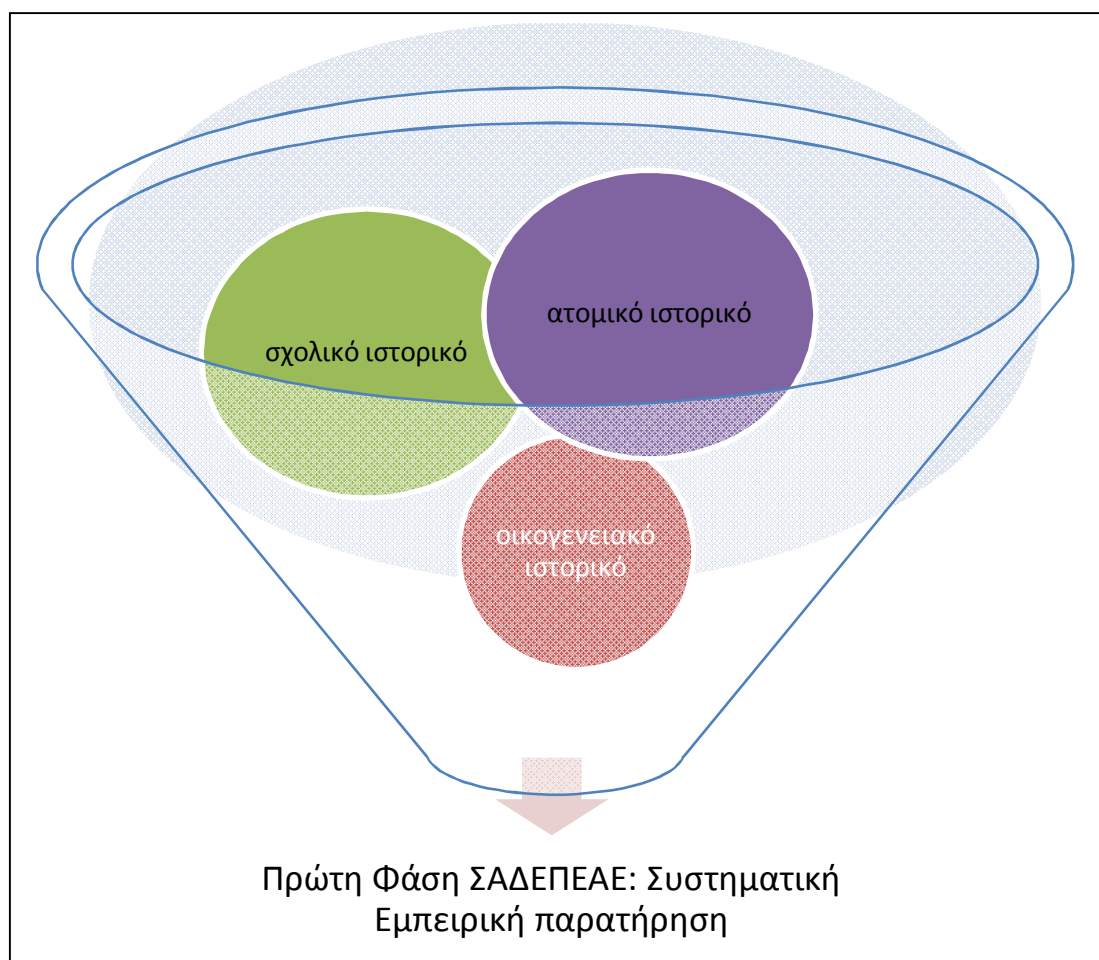 ατομικό ιστορικό
σχολικό ιστορικό
οικογενειακό
ιστορικό
Πρώτη Φάση ΣΑΔΕΠΕΑΕ: Συστηματική
Εμπειρική παρατήρηση